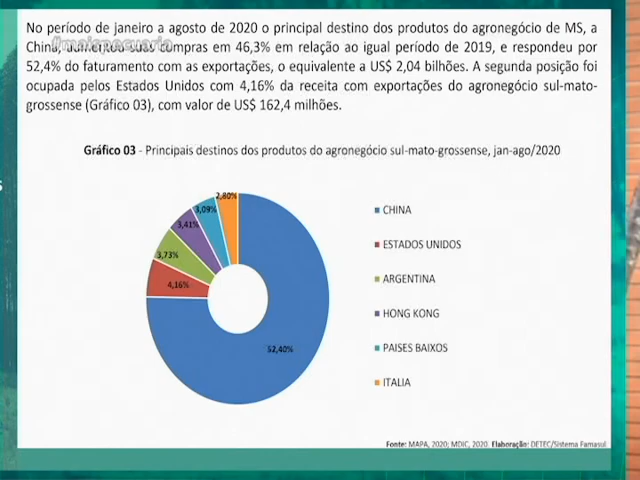 No período de janeiro a agosto de 2020 o principal destino dos produtos do agronegócio de MS, a
China, aumentou suas compras em 46,3% em relação ao igual período de 2019, e respondeu por
#maispecuaria
52,4% do faturamento com as exportações, o equivalente a US$ 2,04 bilhões. A segunda posição foi
ocupada pelos Estados Unidos com 4,16% da receita com exportações do agronegócio sul-mato-
grossense (Gráfico 03), com valor de US$ 162,4 milhões.
Gráfico 03 - Principais destinos dos produtos do agronegócio sul-mato-grossense, jan-ago/2020
2,80%
3,09%
3,41%
3,73%
4,16%
52,40%
CHINA
ESTADOS UNIDOS
ARGENTINA
HONG KONG
PAISES BAIXOS
ITALIA
Fonte: MAPA, 2020; MDIC, 2020. Elaboração: DETEC/Sistema Famasul
s